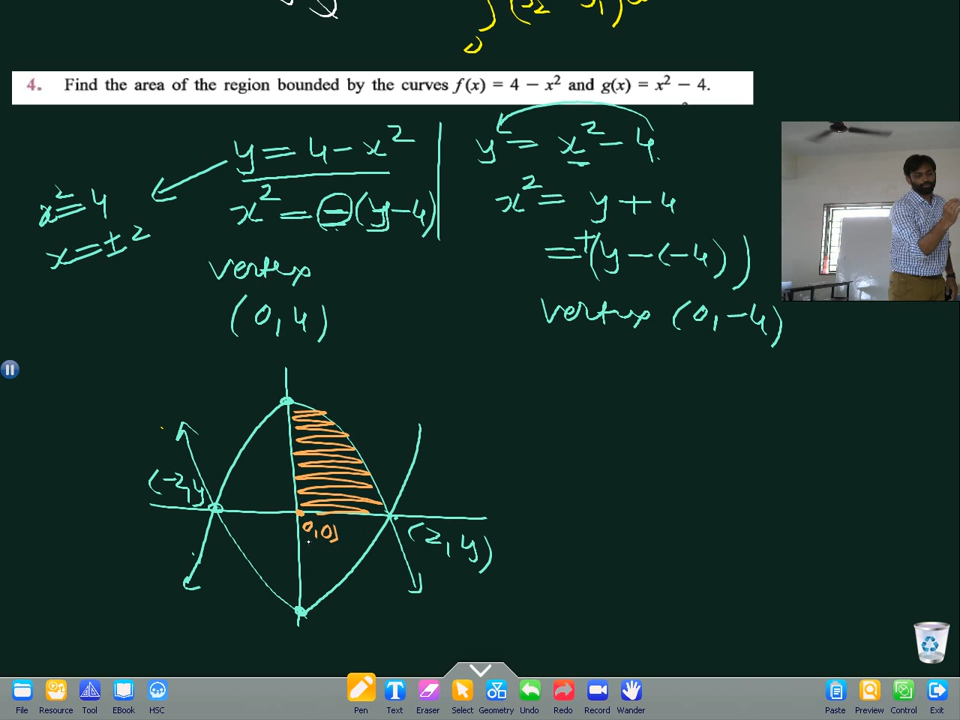 4. Find the area of the region bounded by the curves f(x) = 4 − x² and g(x) = x² − 4.
y = 4 − x²
y = x² − 4
x² = 4
x² = −(y−4)
x² = y + 4
x = ±2
= +(y − (−4))
vertex
vertex (0, −4)
(0, 4)
(−2, y
0,0)
(2, y)
File
Resource
Tool
EBook
HSC
Pen
Text
Eraser
Select
Geometry
Undo
Redo
Record
Wander
Paste
Preview
Control
Exit